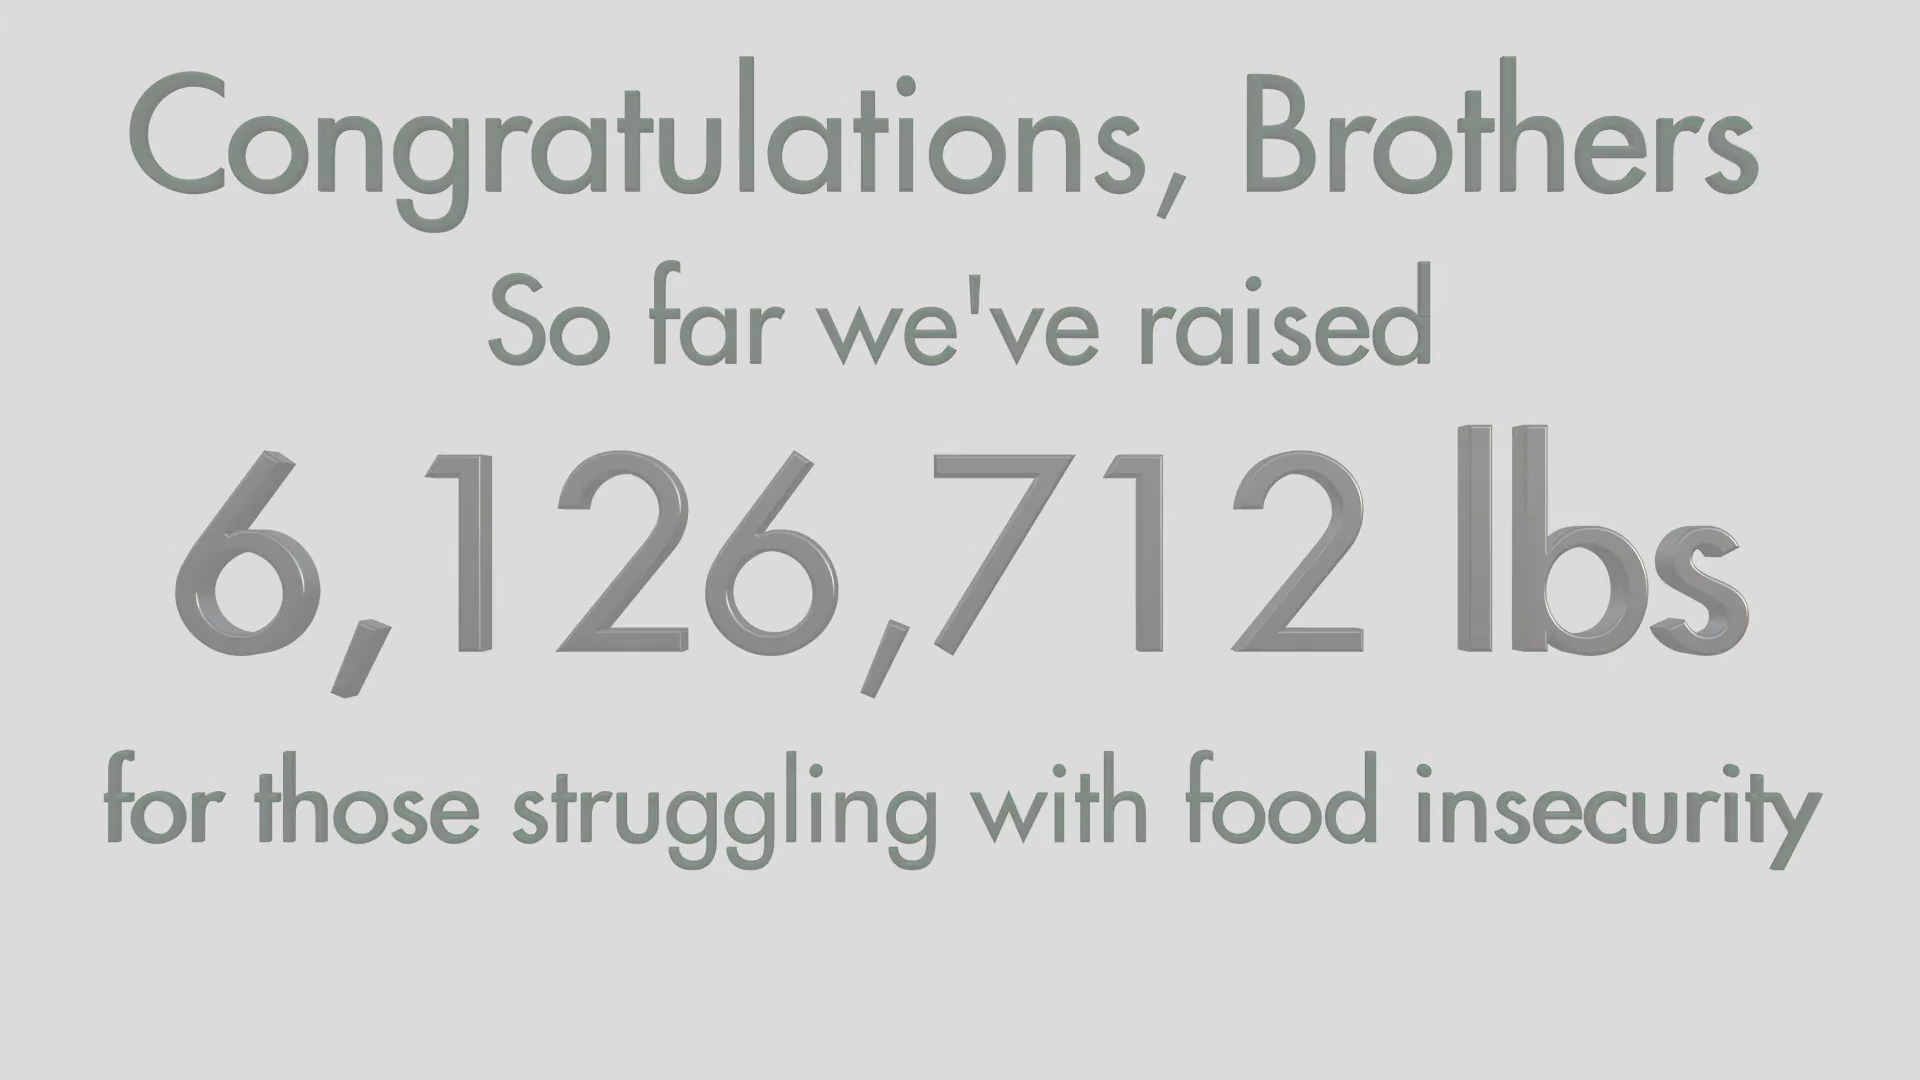 Congratulations, Brothers
So far we've raised
6,126,712 lbs
for those struggling with food insecurity